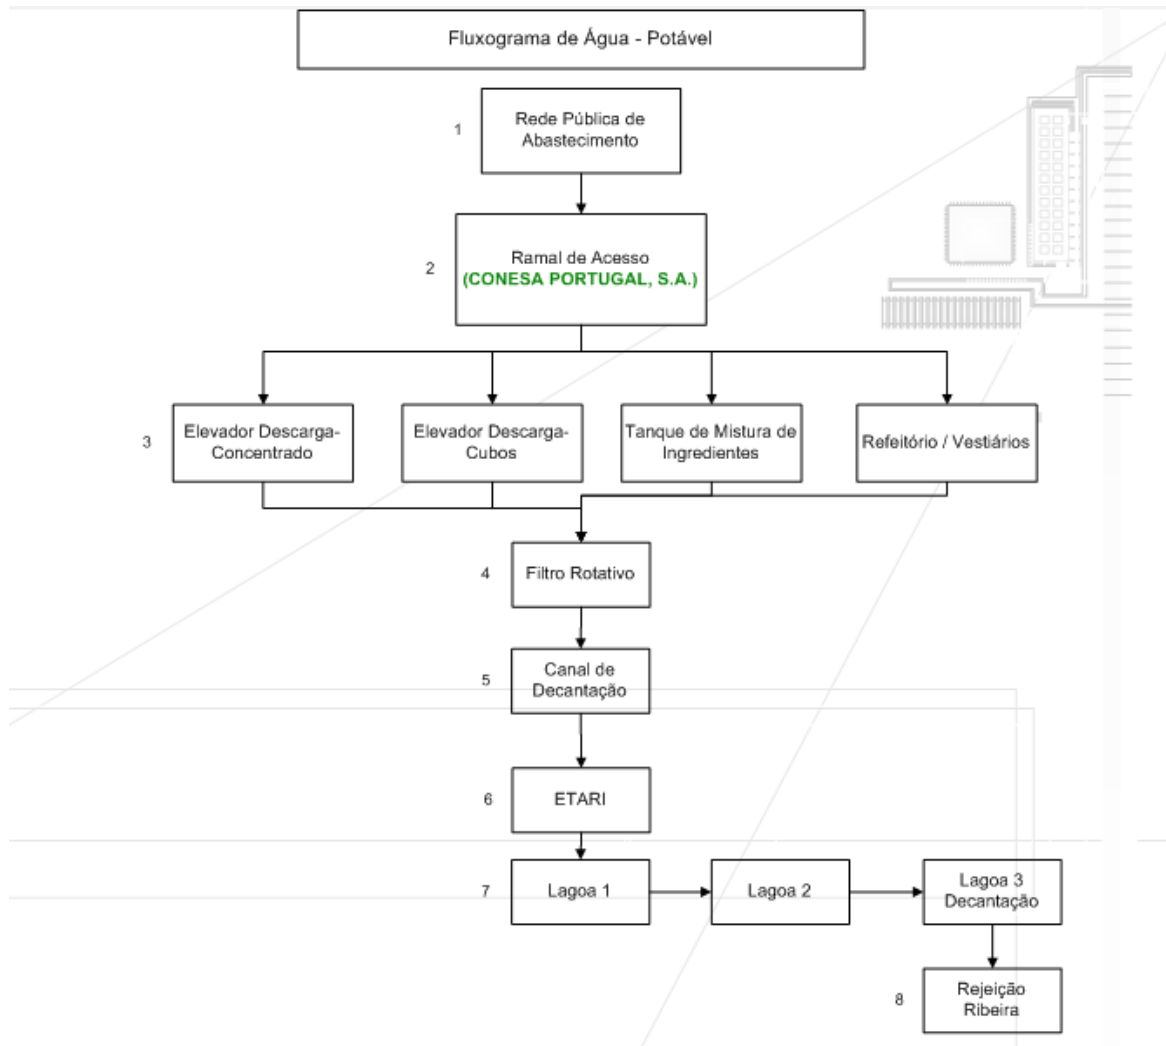 Fluxograma de Água - Potável
1
Rede Pública de
Abastecimento
2
Ramal de Acesso
(CONESA PORTUGAL, S.A.)
3
Elevador Descarga-
Concentrado
Elevador Descarga-
Cubos
Tanque de Mistura de
Ingredientes
Refeitório / Vestiários
4
Filtro Rotativo
5
Canal de
Decantação
6
ETARI
7
Lagoa 1
Lagoa 2
Lagoa 3
Decantação
8
Rejeição
Ribeira